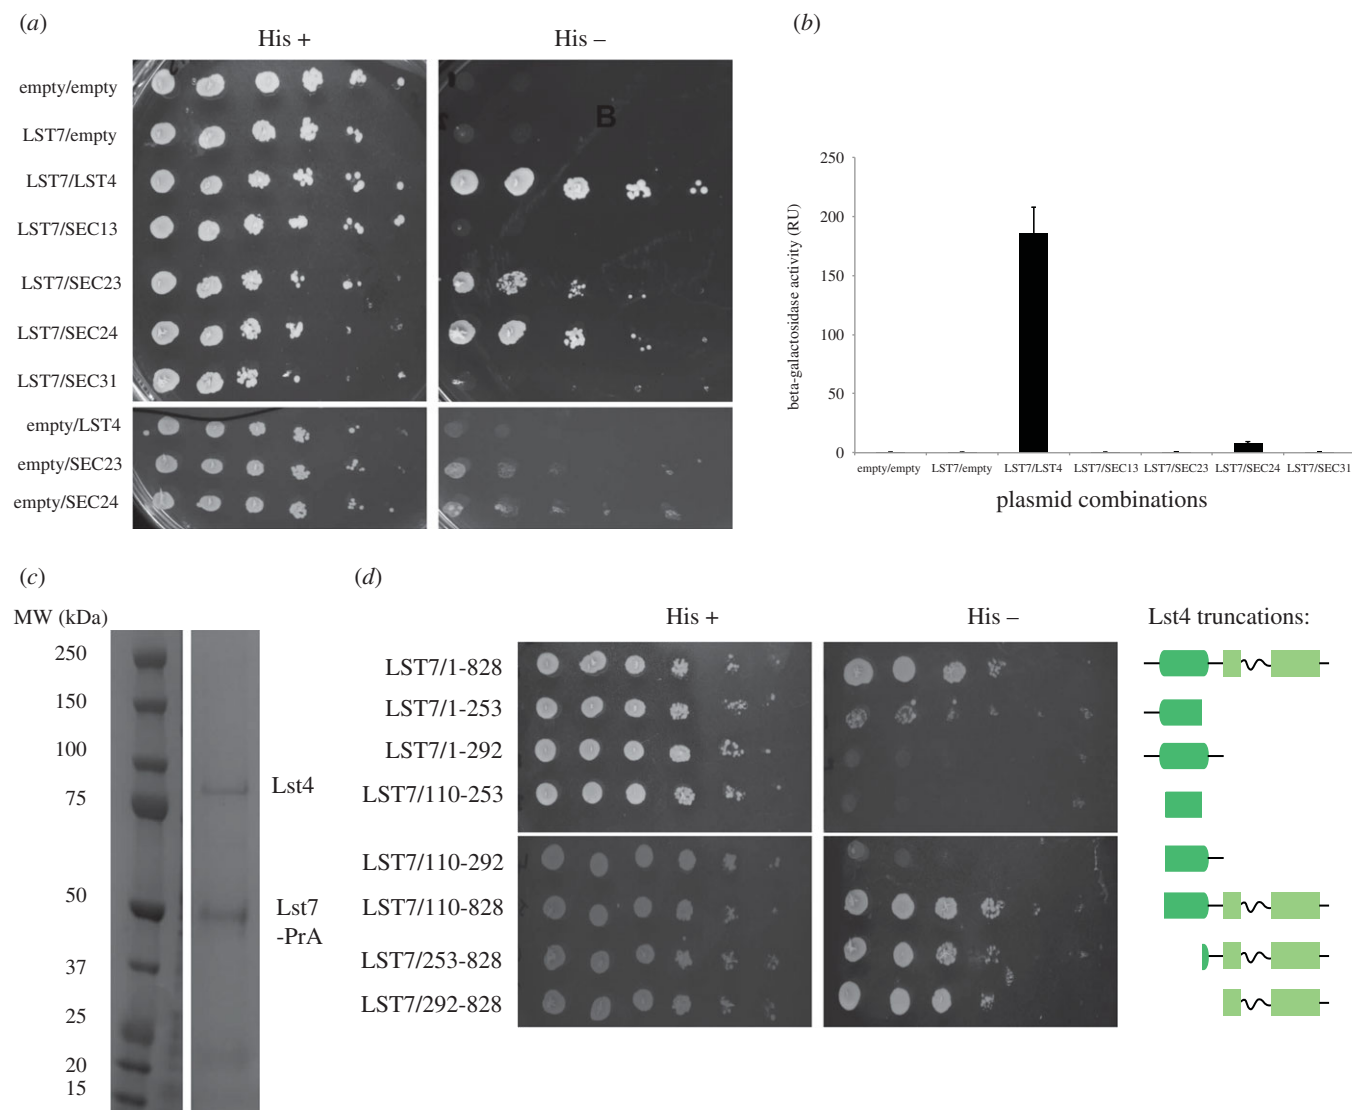 (a)
His +
His –
empty/empty
LST7/empty
LST7/LST4
LST7/SEC13
LST7/SEC23
LST7/SEC24
LST7/SEC31
empty/LST4
empty/SEC23
empty/SEC24
B
(b)
beta-galactosidase activity (RU)
250
200
150
100
50
0
empty/empty
LST7/empty
LST7/LST4
LST7/SEC13
LST7/SEC23
LST7/SEC24
LST7/SEC31
plasmid combinations
(c)
MW (kDa)
250
150
100
75
50
37
25
20
15
Lst4
Lst7
-PrA
(d)
His +
His –
Lst4 truncations:
LST7/1-828
LST7/1-253
LST7/1-292
LST7/110-253
LST7/110-292
LST7/110-828
LST7/253-828
LST7/292-828